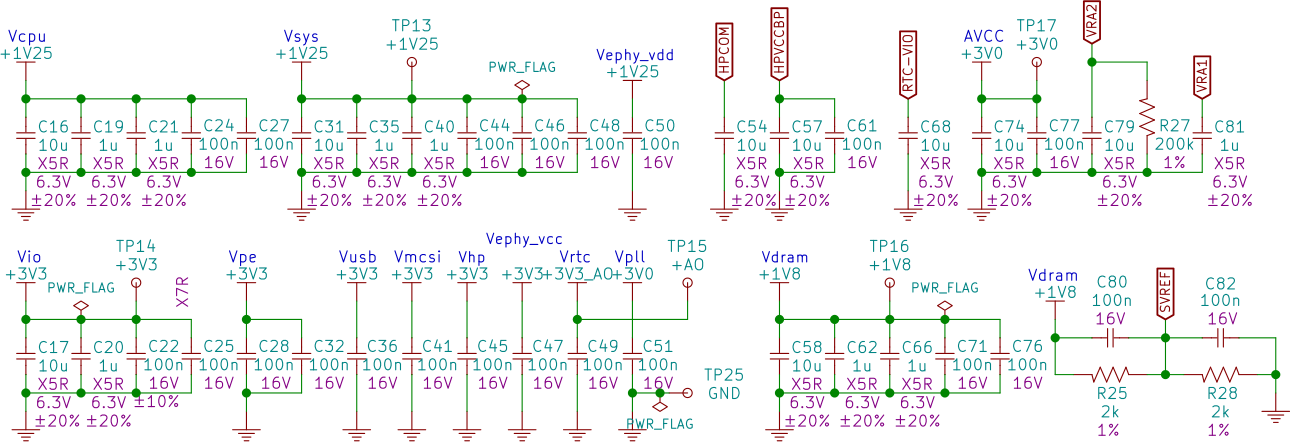 Vcpu
+1V25
C16
10u
X5R
6.3V
±20%
C19
1u
X5R
6.3V
±20%
C21
1u
X5R
6.3V
±20%
C24
100n
16V
C27
100n
16V
Vsys
+1V25
TP13
+1V25
PWR_FLAG
C31
10u
X5R
6.3V
±20%
C35
1u
X5R
6.3V
±20%
C40
1u
X5R
6.3V
±20%
C44
100n
16V
C46
100n
16V
C48
100n
16V
Vephy_vdd
+1V25
C50
100n
16V
HPCOM
C54
10u
X5R
6.3V
±20%
HPVCCBP
C57
10u
X5R
6.3V
±20%
C61
100n
16V
RTC-VIO
C68
10u
X5R
6.3V
±20%
AVCC
+3V0
TP17
+3V0
C74
10u
X5R
6.3V
±20%
C77
100n
16V
VRA2
C79
10u
X5R
6.3V
±20%
R27
200k
1%
VRA1
C81
1u
X5R
6.3V
±20%
Vio
+3V3
PWR_FLAG
TP14
+3V3
X7R
C17
10u
X5R
6.3V
±20%
C20
1u
X5R
6.3V
±20%
C22
100n
16V
±10%
C25
100n
16V
Vpe
+3V3
C28
100n
16V
C32
100n
16V
Vusb
+3V3
C36
100n
16V
Vmcsi
+3V3
C41
100n
16V
Vhp
+3V3
C45
100n
16V
Vephy_vcc
+3V3
C47
100n
16V
Vrtc
+3V3_AO
C49
100n
16V
Vpll
+3V0
C51
100n
16V
TP15
+AO
TP25
GND
PWR_FLAG
Vdram
+1V8
TP16
+1V8
PWR_FLAG
C58
10u
X5R
6.3V
±20%
C62
1u
X5R
6.3V
±20%
C66
1u
X5R
6.3V
±20%
C71
100n
16V
C76
100n
16V
Vdram
+1V8
C80
100n
16V
SVREF
C82
100n
16V
R25
2k
1%
R28
2k
1%